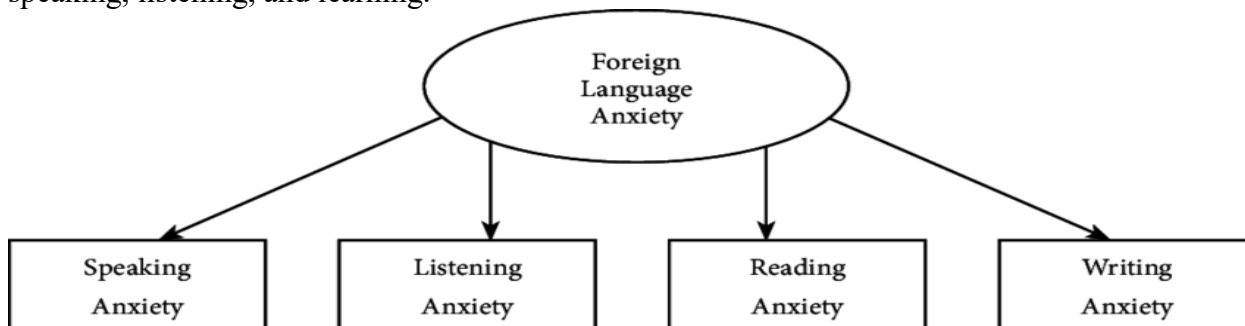 speaking, listening, and learning.
Foreign
Language
Anxiety
Speaking
Anxiety
Listening
Anxiety
Reading
Anxiety
Writing
Anxiety